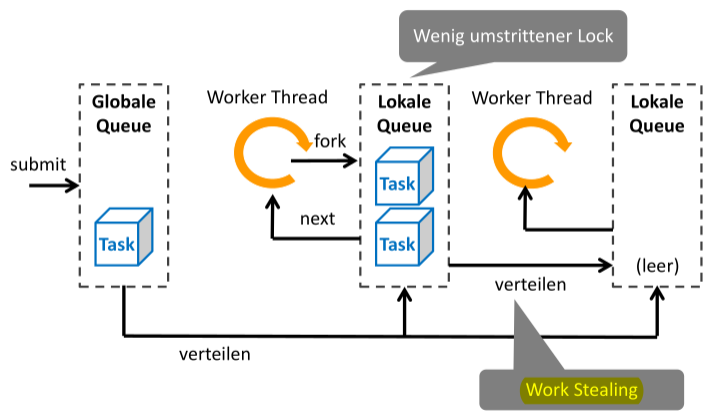 Wenig umstrittener Lock
Globale
Queue
Worker Thread
Lokale
Queue
Worker Thread
Lokale
Queue
submit
fork
Task
Task
next
Task
(leer)
verteilen
verteilen
Work Stealing